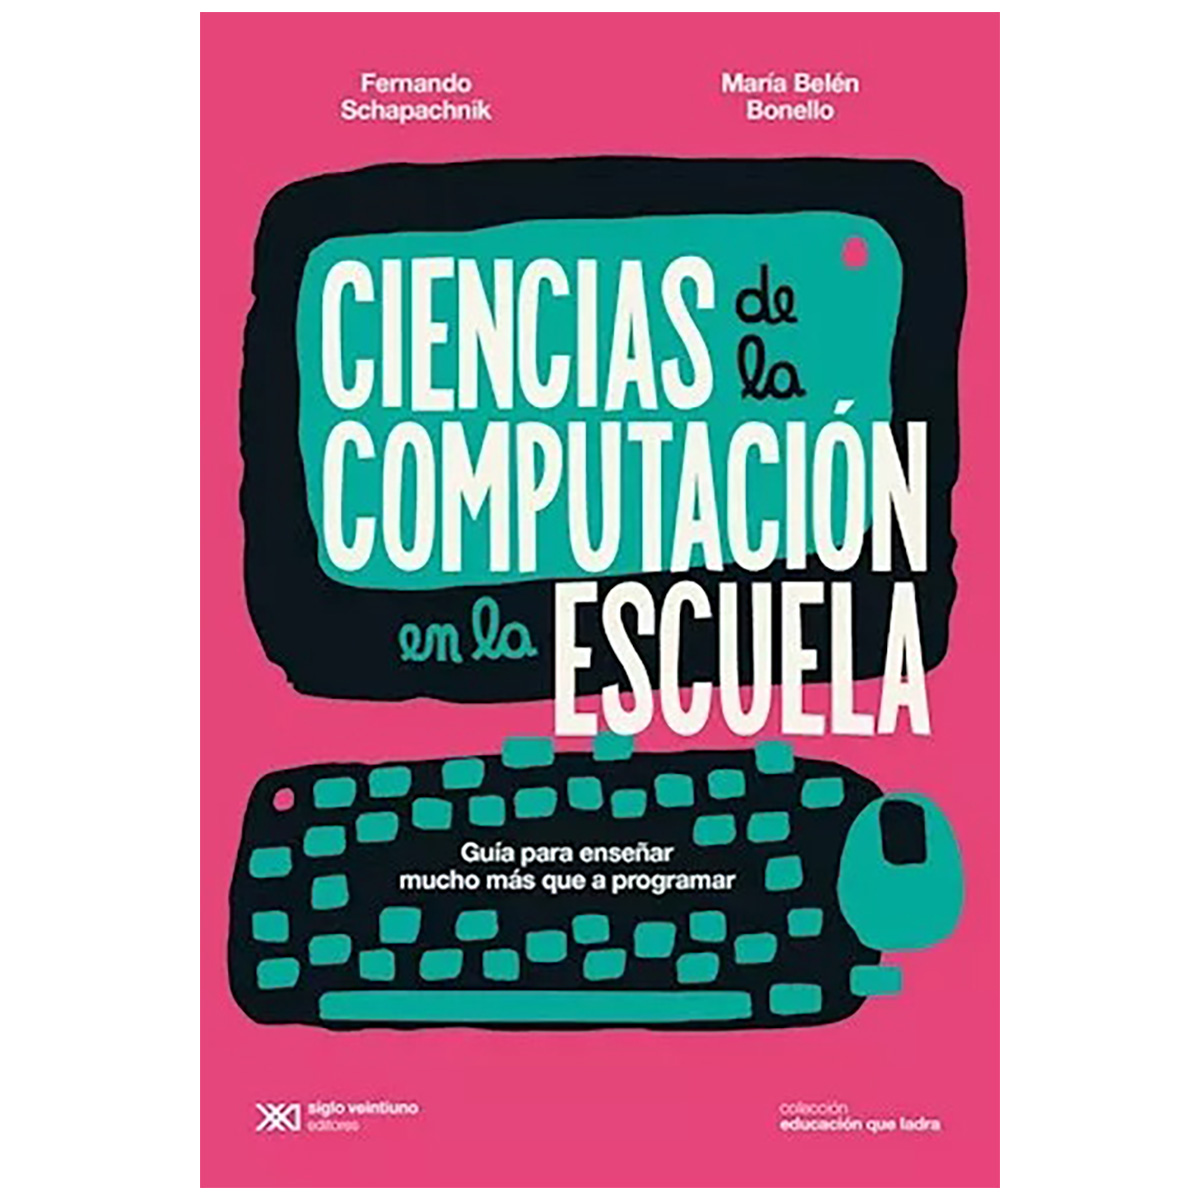 Fernando
Schapachnik
María Belén
Bonello
CIENCIAS de la
COMPUTACIÓN
en la ESCUELA
Guía para enseñar
mucho más que a programar
siglo veintiuno
editores
colección
educación que ladra